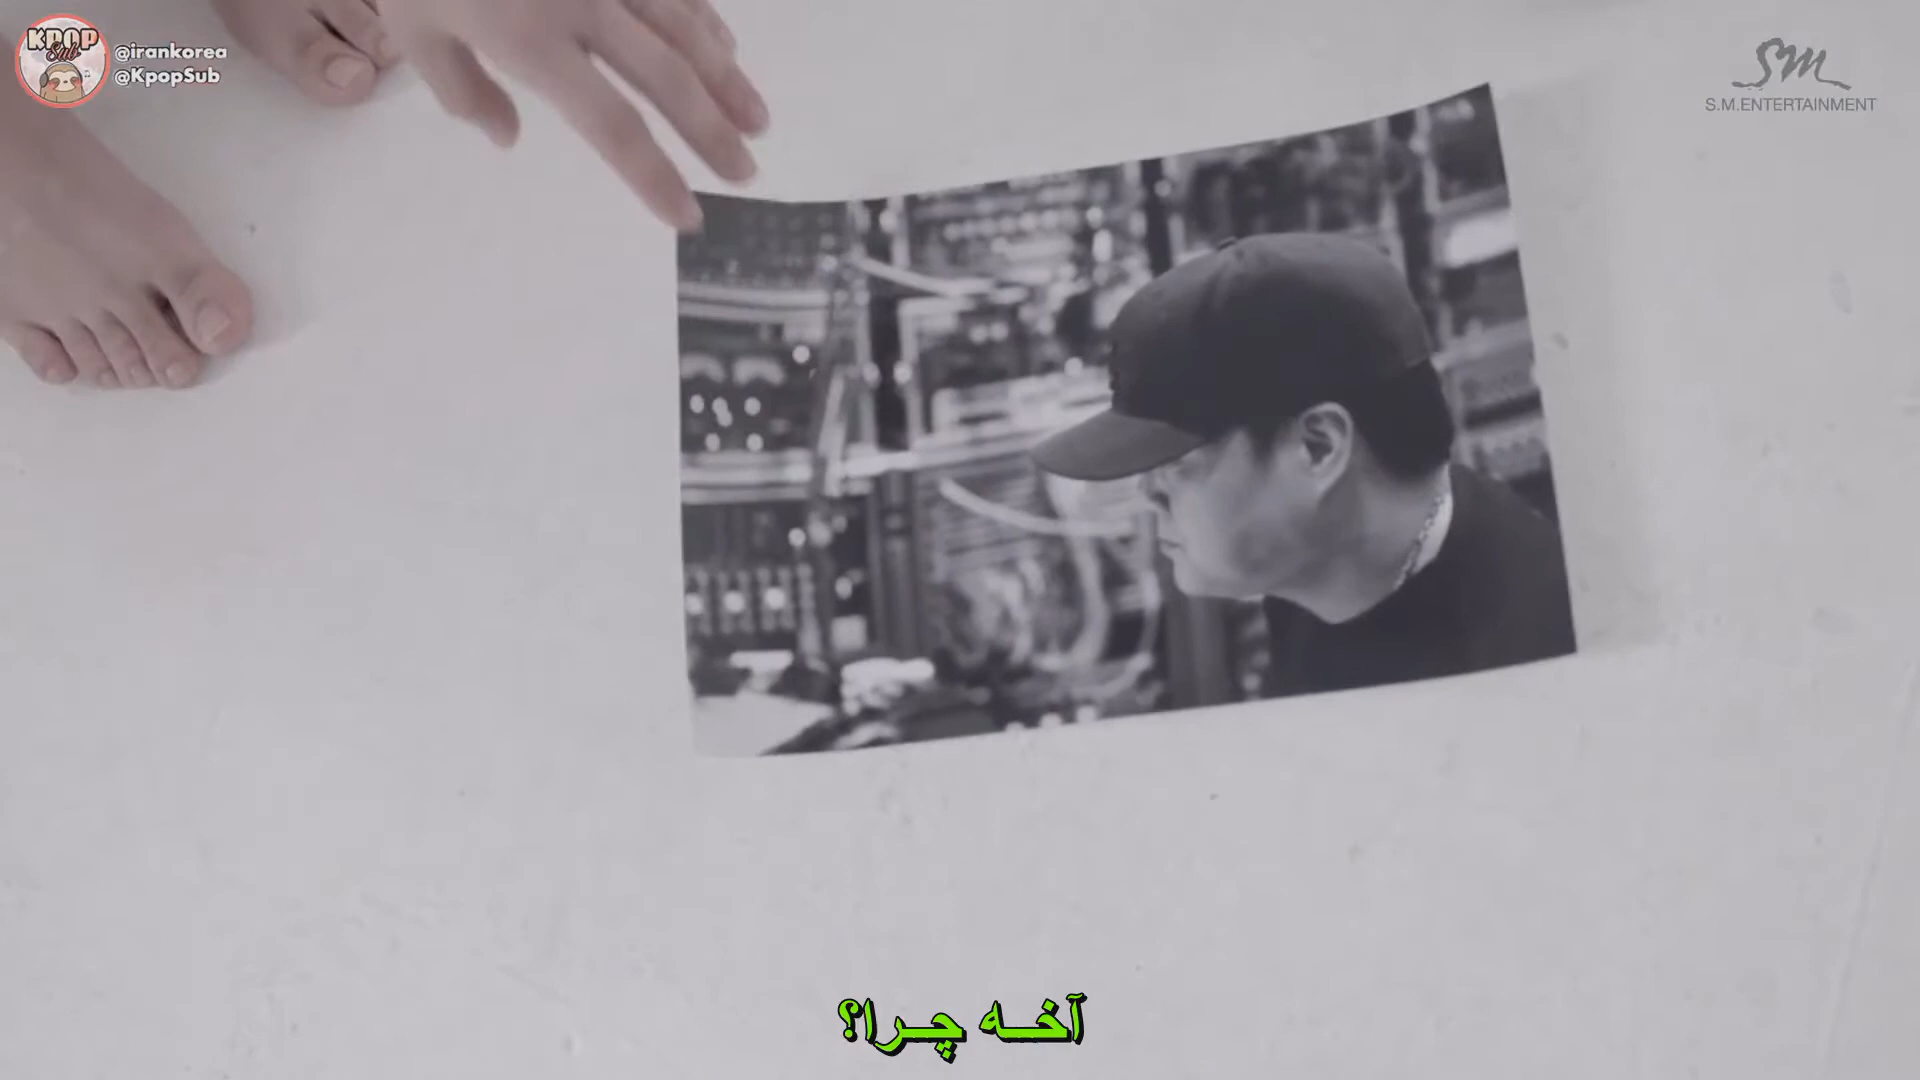 KPOP
Sub
@irankorea
@KpopSub
SM
S.M.ENTERTAINMENT
آخـه چـرا؟